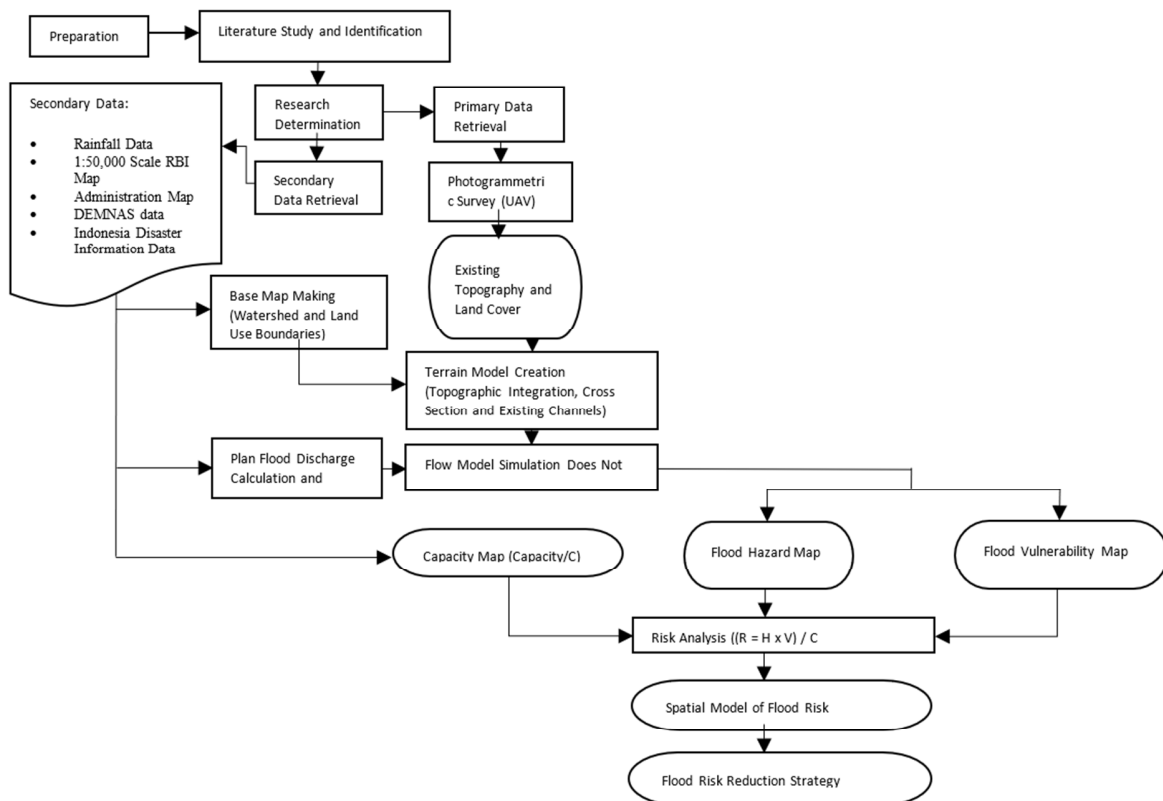 Preparation
Literature Study and Identification
Secondary Data:
• Rainfall Data
• 1:50,000 Scale RBI
Map
• Administration Map
• DEMNAS data
• Indonesia Disaster
Information Data
Research
Determination
Primary Data
Retrieval
Secondary
Data Retrieval
Photogrammetri
c Survey (UAV)
Existing
Topography and
Land Cover
Base Map Making
(Watershed and Land
Use Boundaries)
Terrain Model Creation
(Topographic Integration, Cross
Section and Existing Channels)
Plan Flood Discharge
Calculation and
Flow Model Simulation Does Not
Capacity Map (Capacity/C)
Flood Hazard Map
Flood Vulnerability Map
Risk Analysis ((R = H x V) / C
Spatial Model of Flood Risk
Flood Risk Reduction Strategy